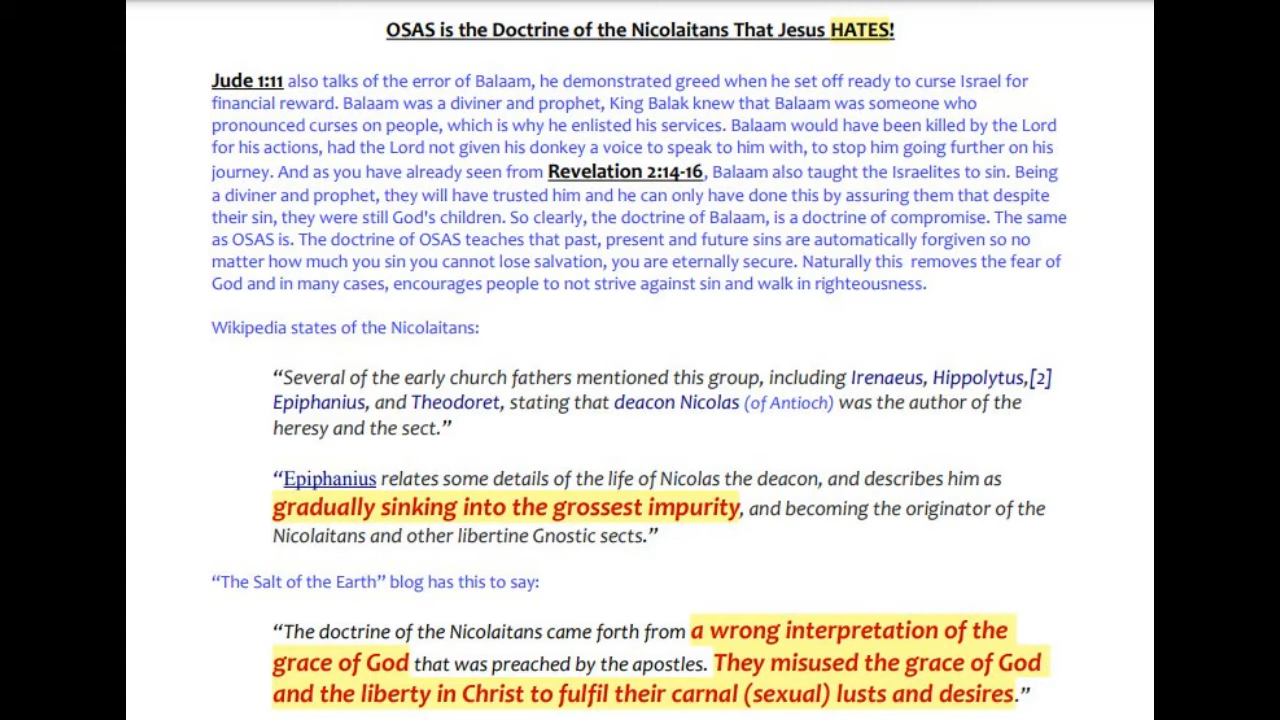 OSAS is the Doctrine of the Nicolaitans That Jesus HATES!
Jude 1:11 also talks of the error of Balaam, he demonstrated greed when he set off ready to curse Israel for
financial reward. Balaam was a diviner and prophet, King Balak knew that Balaam was someone who
pronounced curses on people, which is why he enlisted his services. Balaam would have been killed by the Lord
for his actions, had the Lord not given his donkey a voice to speak to him with, to stop him going further on his
journey. And as you have already seen from Revelation 2:14-16, Balaam also taught the Israelites to sin. Being
a diviner and prophet, they will have trusted him and he can only have done this by assuring them that despite
their sin, they were still God's children. So clearly, the doctrine of Balaam, is a doctrine of compromise. The same
as OSAS is. The doctrine of OSAS teaches that past, present and future sins are automatically forgiven so no
matter how much you sin you cannot lose salvation, you are eternally secure. Naturally this  removes the fear of
God and in many cases, encourages people to not strive against sin and walk in righteousness.
Wikipedia states of the Nicolaitans:
“Several of the early church fathers mentioned this group, including Irenaeus, Hippolytus,[2]
Epiphanius, and Theodoret, stating that deacon Nicolas (of Antioch) was the author of the
heresy and the sect.”
“Epiphanius relates some details of the life of Nicolas the deacon, and describes him as
gradually sinking into the grossest impurity, and becoming the originator of the
Nicolaitans and other libertine Gnostic sects.”
“The Salt of the Earth” blog has this to say:
“The doctrine of the Nicolaitans came forth from a wrong interpretation of the
grace of God that was preached by the apostles. They misused the grace of God
and the liberty in Christ to fulfil their carnal (sexual) lusts and desires.”